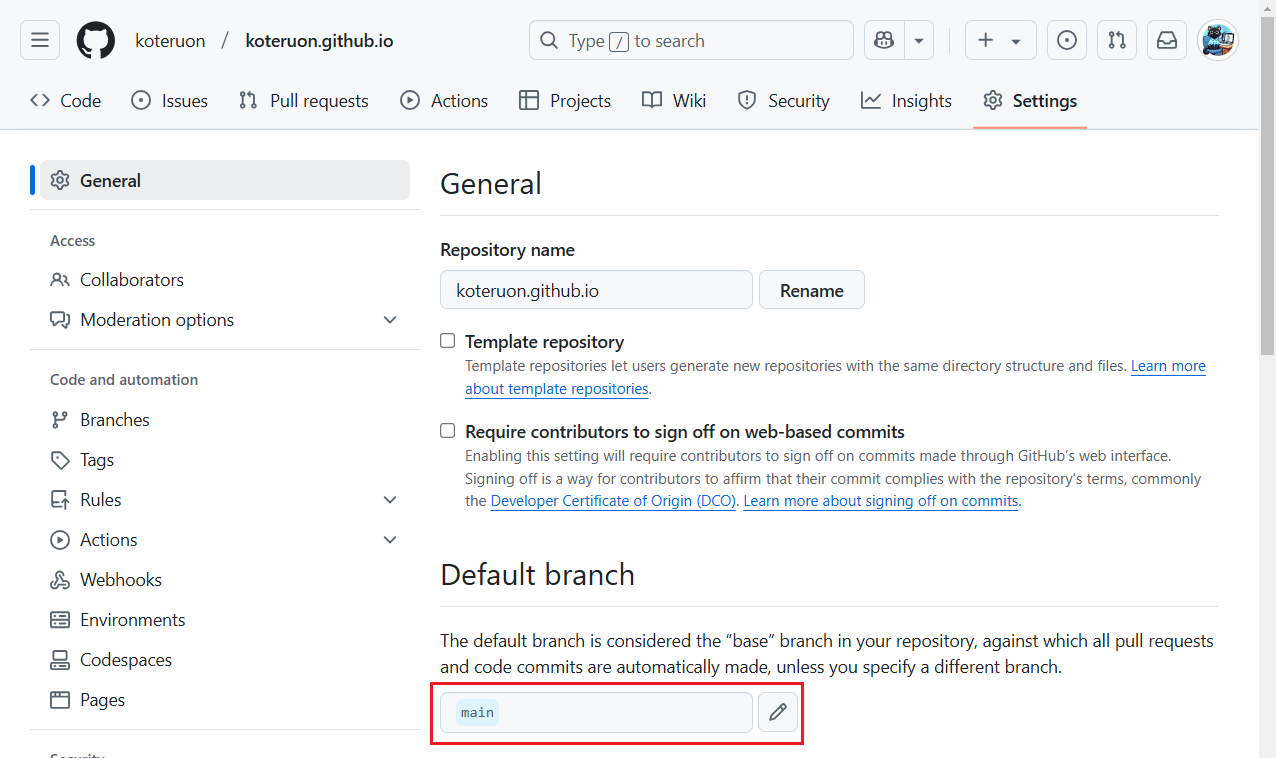 koteruon / koteruon.github.io
Type / to search
Code Issues Pull requests Actions Projects Wiki Security Insights Settings
General
Access
Collaborators
Moderation options
Code and automation
Branches
Tags
Rules
Actions
Webhooks
Environments
Codespaces
Pages
Security
General
Repository name
koteruon.github.io
Rename
Template repository
Template repositories let users generate new repositories with the same directory structure and files. Learn more
about template repositories.
Require contributors to sign off on web-based commits
Enabling this setting will require contributors to sign off on commits made through GitHub’s web interface.
Signing off is a way for contributors to affirm that their commit complies with the repository's terms, commonly
the Developer Certificate of Origin (DCO). Learn more about signing off on commits.
Default branch
The default branch is considered the “base” branch in your repository, against which all pull requests
and code commits are automatically made, unless you specify a different branch.
main